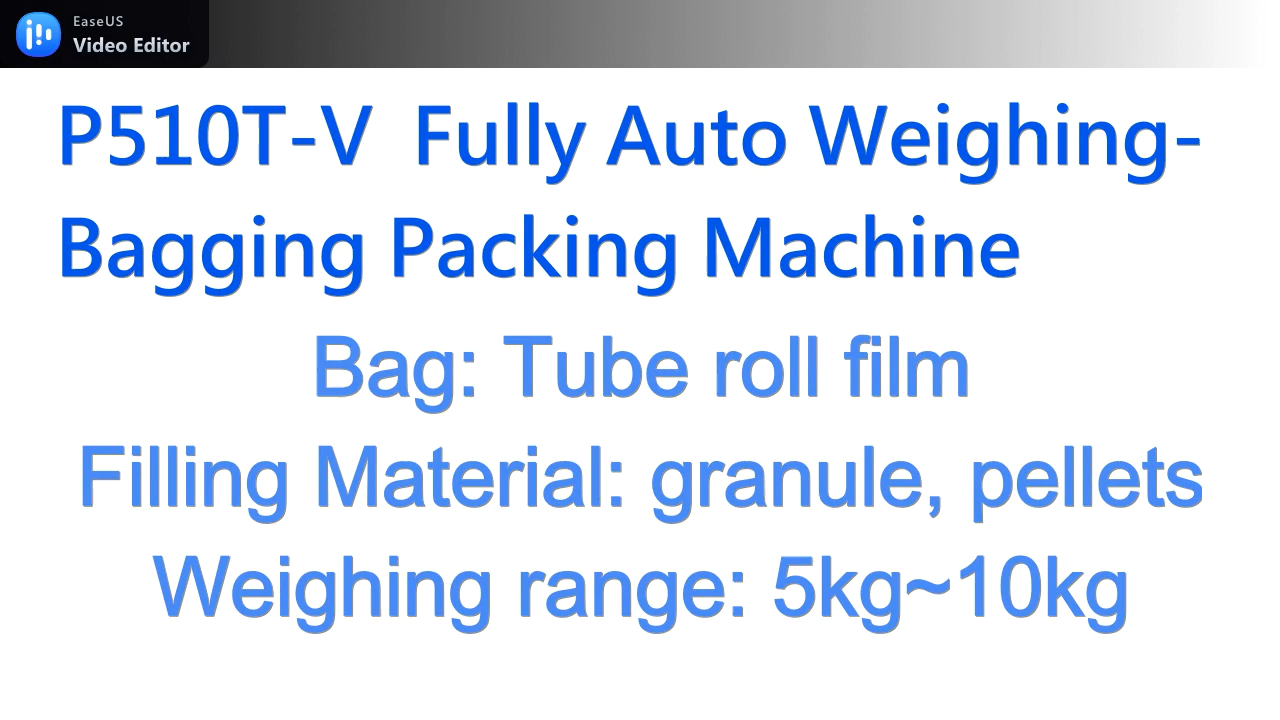 EaseUS
Video Editor
P510T-V Fully Auto Weighing-
Bagging Packing Machine
Bag: Tube roll film
Filling Material: granule, pellets
Weighing range: 5kg~10kg